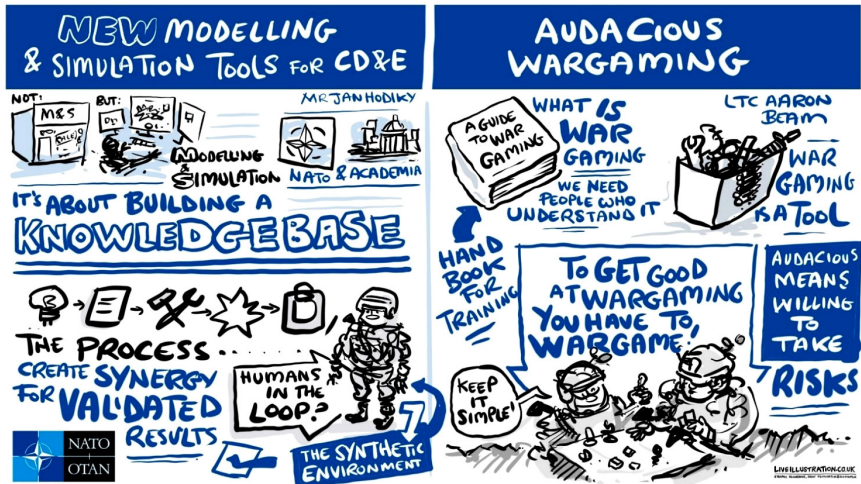 NEW MODELLING
& SIMULATION TOOLS FOR CD&E
NOT:
M&S
SALE!
BUT:
MR JAN HODIKY
MODELLING
& SIMULATION
NATO & ACADEMIA
IT'S ABOUT BUILDING A
KNOWLEDGEBASE
THE PROCESS....
CREATE SYNERGY
FOR VALIDATED
RESULTS
HUMANS
IN THE
LOOP?
THE SYNTHETIC
ENVIRONMENT
NATO
OTAN
AUDACIOUS
WARGAMING
A GUIDE
TO WAR
GAMING
WHAT IS
WAR
GAMING
WE NEED
PEOPLE WHO
UNDERSTAND IT
LTC AARON
BEAM
WAR
GAMING
IS A TOOL
HAND
BOOK
FOR
TRAINING
TO GET GOOD
AT WARGAMING
YOU HAVE TO,
WARGAME!
KEEP
IT
SIMPLE!
AUDACIOUS
MEANS
WILLING
TO
TAKE
RISKS
LIVEILLUSTRATION.CO.UK